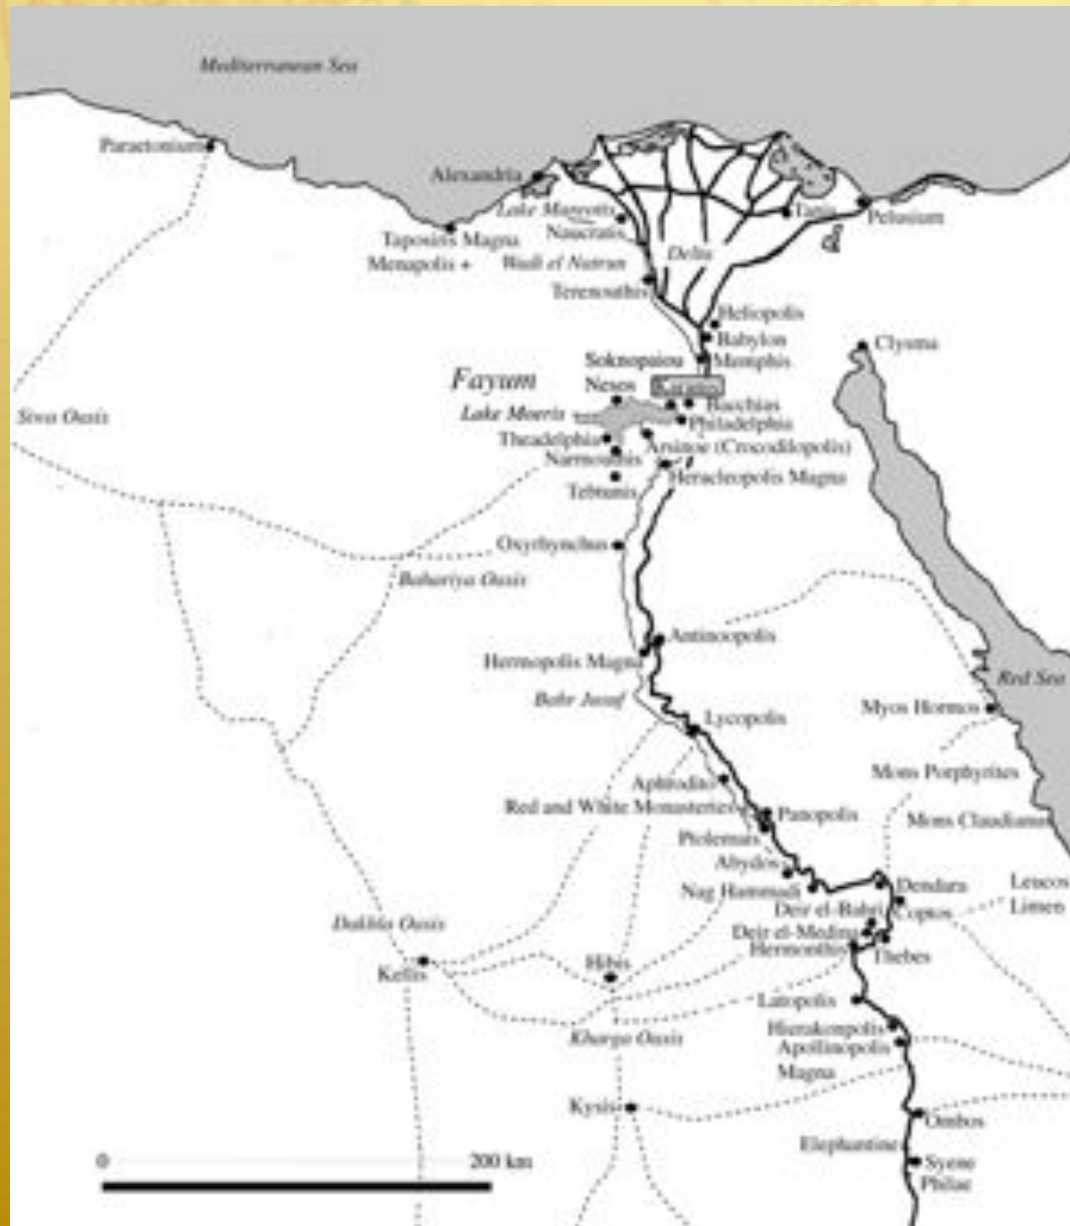 Mediterranean Sea
Paraetonium
Alexandria
Lake Mareotis
Tanis
Pelusium
Naucratis
Taposiris Magna
Delta
Menapolis +
Wadi el Natrun
Terenouthis
Heliopolis
Babylon
Clysma
Soknopaiou
Memphis
Fayum
Nesos
Karanis
Bacchias
Siwa Oasis
Lake Moeris
Philadelphia
Theadelphia
Arsinoe (Crocodilopolis)
Narmouthis
Heracleopolis Magna
Tebtunis
Oxyrhynchus
Bahariya Oasis
Antinoopolis
Hermopolis Magna
Red Sea
Bahr Jusuf
Myos Hormos
Lycopolis
Mons Porphyrites
Aphrodito
Red and White Monasteries
Panopolis
Mons Claudianus
Ptolemais
Abydos
Nag Hammadi
Dendara
Leucos
Limen
Deir el-Bahri
Coptos
Dakhla Oasis
Deir el-Medina
Hermonthis
Thebes
Kellis
Hibis
Latopolis
Hierakonpolis
Kharga Oasis
Apollinopolis
Magna
Kysis
Ombos
Elephantine
0
200 km
Syene
Philae